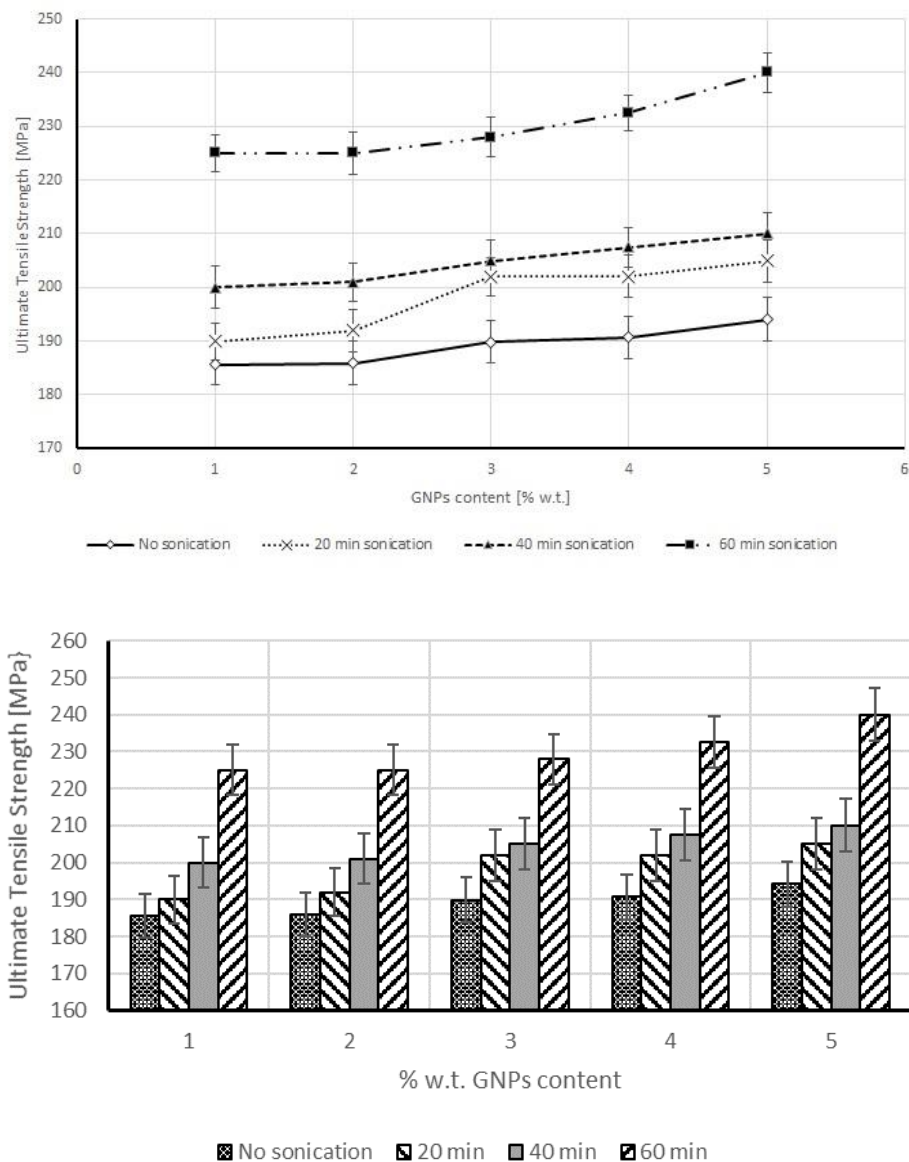 250
240
230
220
210
200
190
180
170
Ultimate Tensile Strength [MPa]
0 1 2 3 4 5 6
GNPs content [% w.t.]
No sonication 20 min sonication 40 min sonication 60 min sonication
260
250
240
230
220
210
200
190
180
170
160
Ultimate Tensile Strength [MPa}
1 2 3 4 5
% w.t. GNPs content
No sonication 20 min 40 min 60 min